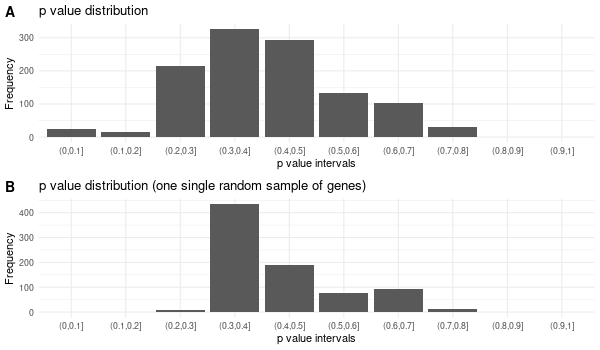 A p value distribution
300
200
100
0
Frequency
(0,0.1] (0.1,0.2] (0.2,0.3] (0.3,0.4] (0.4,0.5] (0.5,0.6] (0.6,0.7] (0.7,0.8] (0.8,0.9] (0.9,1]
p value intervals
B p value distribution (one single random sample of genes)
400
300
200
100
0
Frequency
(0,0.1] (0.1,0.2] (0.2,0.3] (0.3,0.4] (0.4,0.5] (0.5,0.6] (0.6,0.7] (0.7,0.8] (0.8,0.9] (0.9,1]
p value intervals